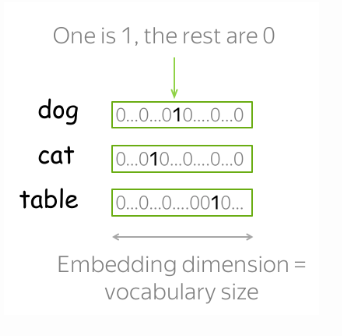 One is 1, the rest are 0
dog 0...0...010....0...0
cat 0...010...0....0...0
table 0...0...0....0010...
Embedding dimension =
vocabulary size